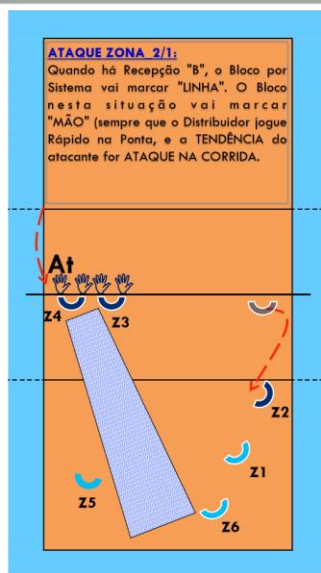 ATAQUE ZONA_2/1:
Quando há Recepção "B", o Bloco por
Sistema vai marcar "LINHA". O Bloco
nesta situação vai marcar
"MÃO" (sempre que o Distribuidor jogue
Rápido na Ponta, e a TENDÊNCIA do
atacante for ATAQUE NA CORRIDA.
At
Z4
Z3
Z2
Z1
Z5
Z6